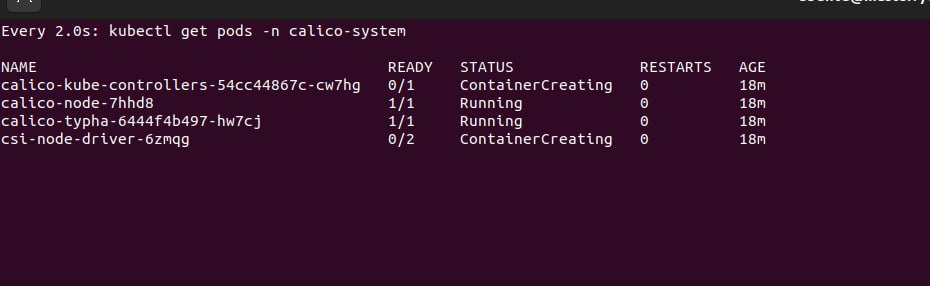 Every 2.0s: kubectl get pods -n calico-system
NAME READY STATUS RESTARTS AGE
calico-kube-controllers-54cc44867c-cw7hg 0/1 ContainerCreating 0 18m
calico-node-7hhd8 1/1 Running 0 18m
calico-typha-6444f4b497-hw7cj 1/1 Running 0 18m
csi-node-driver-6zmqg 0/2 ContainerCreating 0 18m